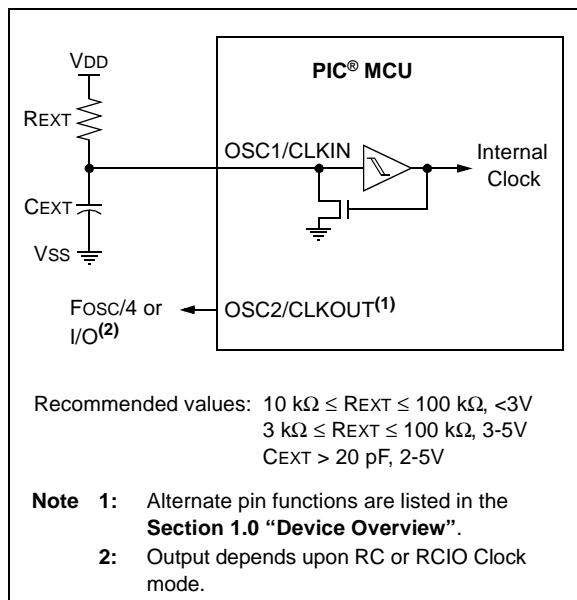 VDD
PIC® MCU
REXT
OSC1/CLKIN
Internal
Clock
CEXT
VSS
FOSC/4 or
I/O(2)
OSC2/CLKOUT(1)
Recommended values: 10 kΩ ≤ REXT ≤ 100 kΩ, <3V
3 kΩ ≤ REXT ≤ 100 kΩ, 3-5V
CEXT > 20 pF, 2-5V
Note 1: Alternate pin functions are listed in the
Section 1.0 “Device Overview”.
2: Output depends upon RC or RCIO Clock
mode.